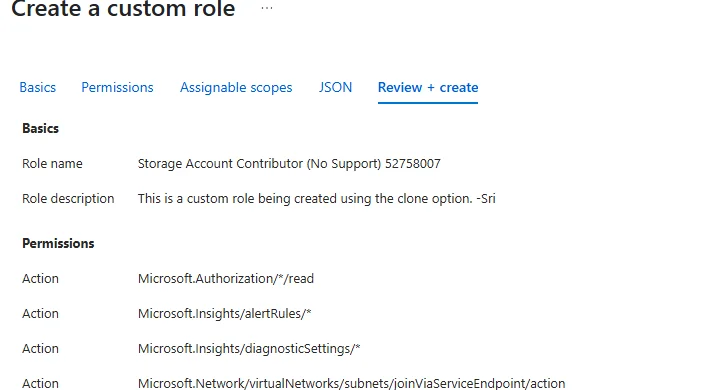 Create a custom role ...
Basics Permissions Assignable scopes JSON Review + create
Basics
Role name Storage Account Contributor (No Support) 52758007
Role description This is a custom role being created using the clone option. -Sri
Permissions
Action Microsoft.Authorization/*/read
Action Microsoft.Insights/alertRules/*
Action Microsoft.Insights/diagnosticSettings/*
Action Microsoft.Network/virtualNetworks/subnets/joinViaServiceEndpoint/action